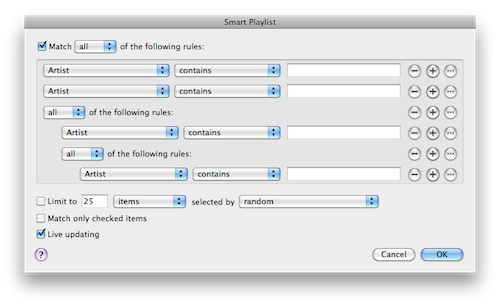 Smart Playlist
Match all of the following rules:
Artist contains
Artist contains
all of the following rules:
Artist contains
all of the following rules:
Artist contains
Limit to 25 items selected by random
Match only checked items
Live updating
? Cancel OK